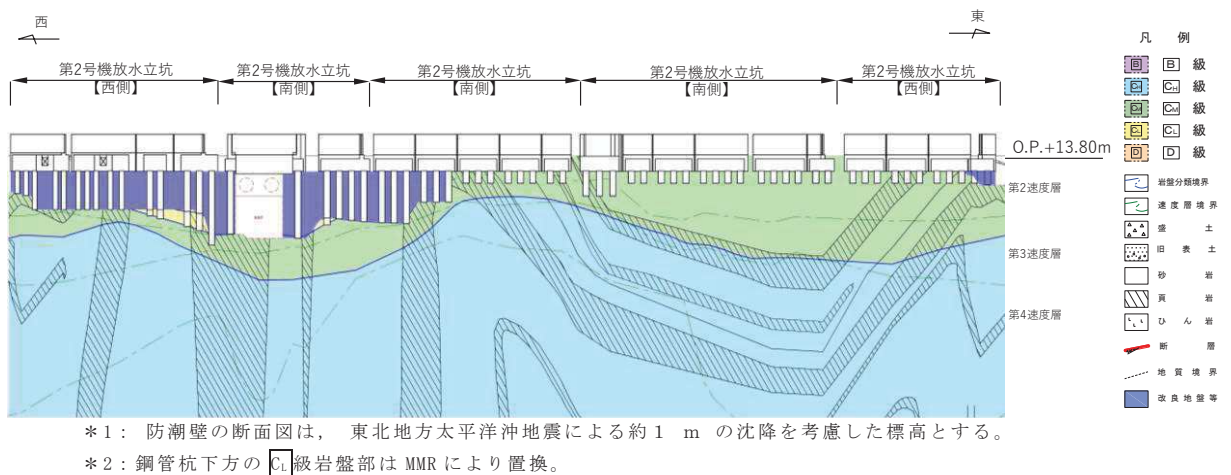 西
東
第2号機放水立坑
【西側】
第2号機放水立坑
【南側】
第2号機放水立坑
【南側】
第2号機放水立坑
【南側】
第2号機放水立坑
【西側】
O.P.+13.80m
第2速度層
第3速度層
第4速度層
凡 例
B B 級
CH CH 級
CM CM 級
CL CL 級
D D 級
岩盤分類境界
速度層境界
盛 土
旧 表 土
砂 岩
頁 岩
ひ ん 岩
断 層
地 質 境 界
改 良 地 盤 等
*1: 防潮壁の断面図は, 東北地方太平洋沖地震による約1 m の沈降を考慮した標高とする。
*2:鋼管杭下方の CL 級岩盤部は MMR により置換。